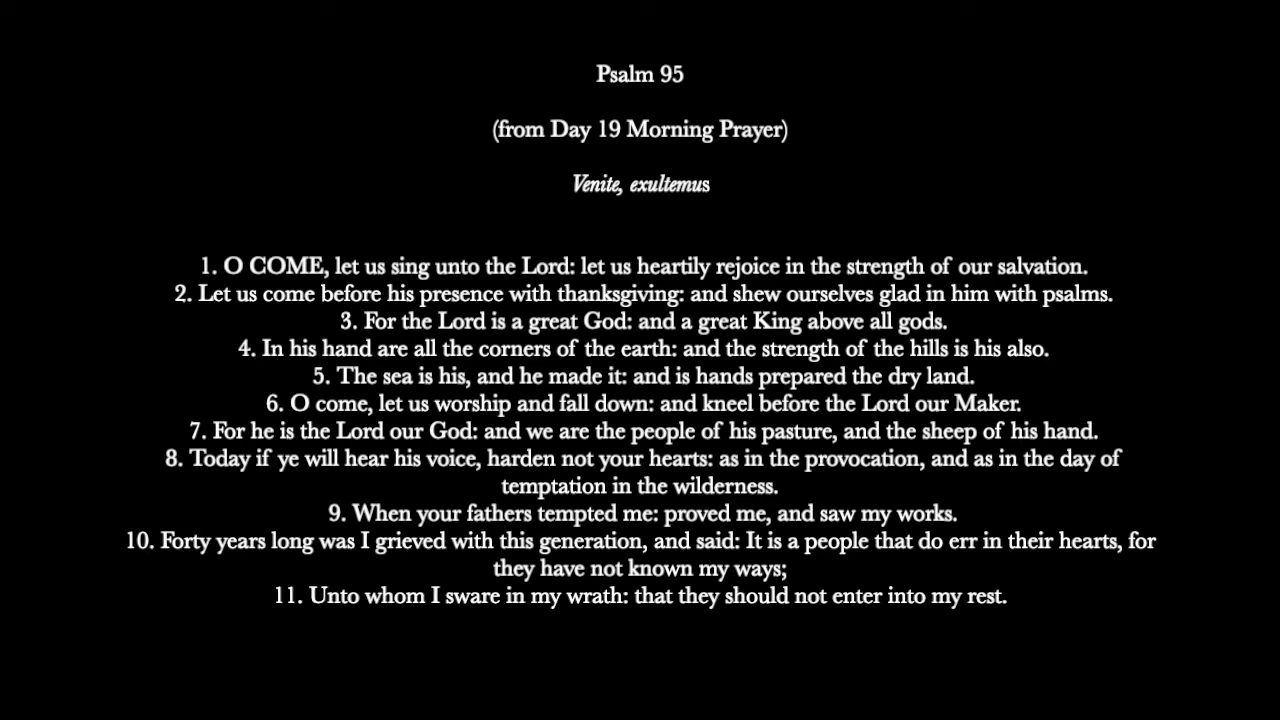 Psalm 95
(from Day 19 Morning Prayer)
Venite, exultemus
1. O COME, let us sing unto the Lord: let us heartily rejoice in the strength of our salvation.
2. Let us come before his presence with thanksgiving: and shew ourselves glad in him with psalms.
3. For the Lord is a great God: and a great King above all gods.
4. In his hand are all the corners of the earth: and the strength of the hills is his also.
5. The sea is his, and he made it: and is hands prepared the dry land.
6. O come, let us worship and fall down: and kneel before the Lord our Maker.
7. For he is the Lord our God: and we are the people of his pasture, and the sheep of his hand.
8. Today if ye will hear his voice, harden not your hearts: as in the provocation, and as in the day of
temptation in the wilderness.
9. When your fathers tempted me: proved me, and saw my works.
10. Forty years long was I grieved with this generation, and said: It is a people that do err in their hearts, for
they have not known my ways;
11. Unto whom I sware in my wrath: that they should not enter into my rest.